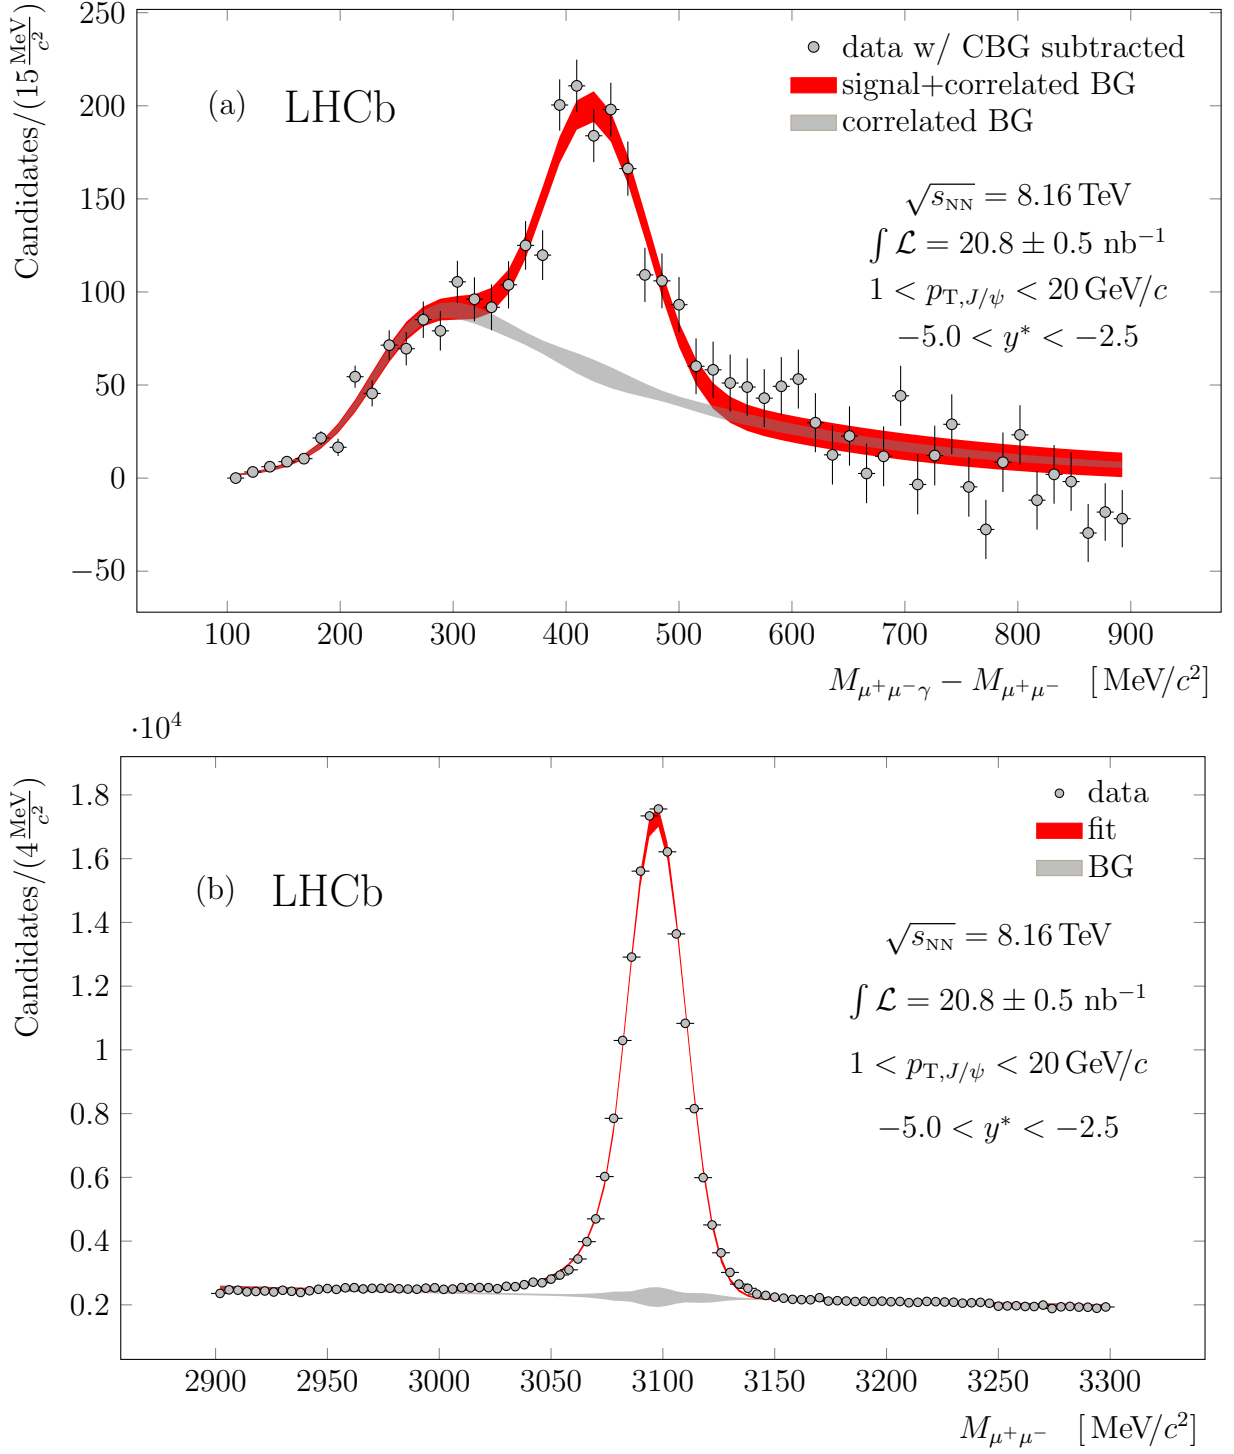 Candidates/(15 MeV/c²)
250
200
150
100
50
0
−50
(a) LHCb
data w/ CBG subtracted
signal+correlated BG
correlated BG
√sNN = 8.16 TeV
∫ ℒ = 20.8 ± 0.5 nb⁻¹
1 < pT,J/ψ < 20 GeV/c
−5.0 < y* < −2.5
100 200 300 400 500 600 700 800 900
Mμ⁺μ⁻γ − Mμ⁺μ⁻ [MeV/c²]
·10⁴
Candidates/(4 MeV/c²)
1.8
1.6
1.4
1.2
1
0.8
0.6
0.4
0.2
(b) LHCb
data
fit
BG
√sNN = 8.16 TeV
∫ ℒ = 20.8 ± 0.5 nb⁻¹
1 < pT,J/ψ < 20 GeV/c
−5.0 < y* < −2.5
2900 2950 3000 3050 3100 3150 3200 3250 3300
Mμ⁺μ⁻ [MeV/c²]